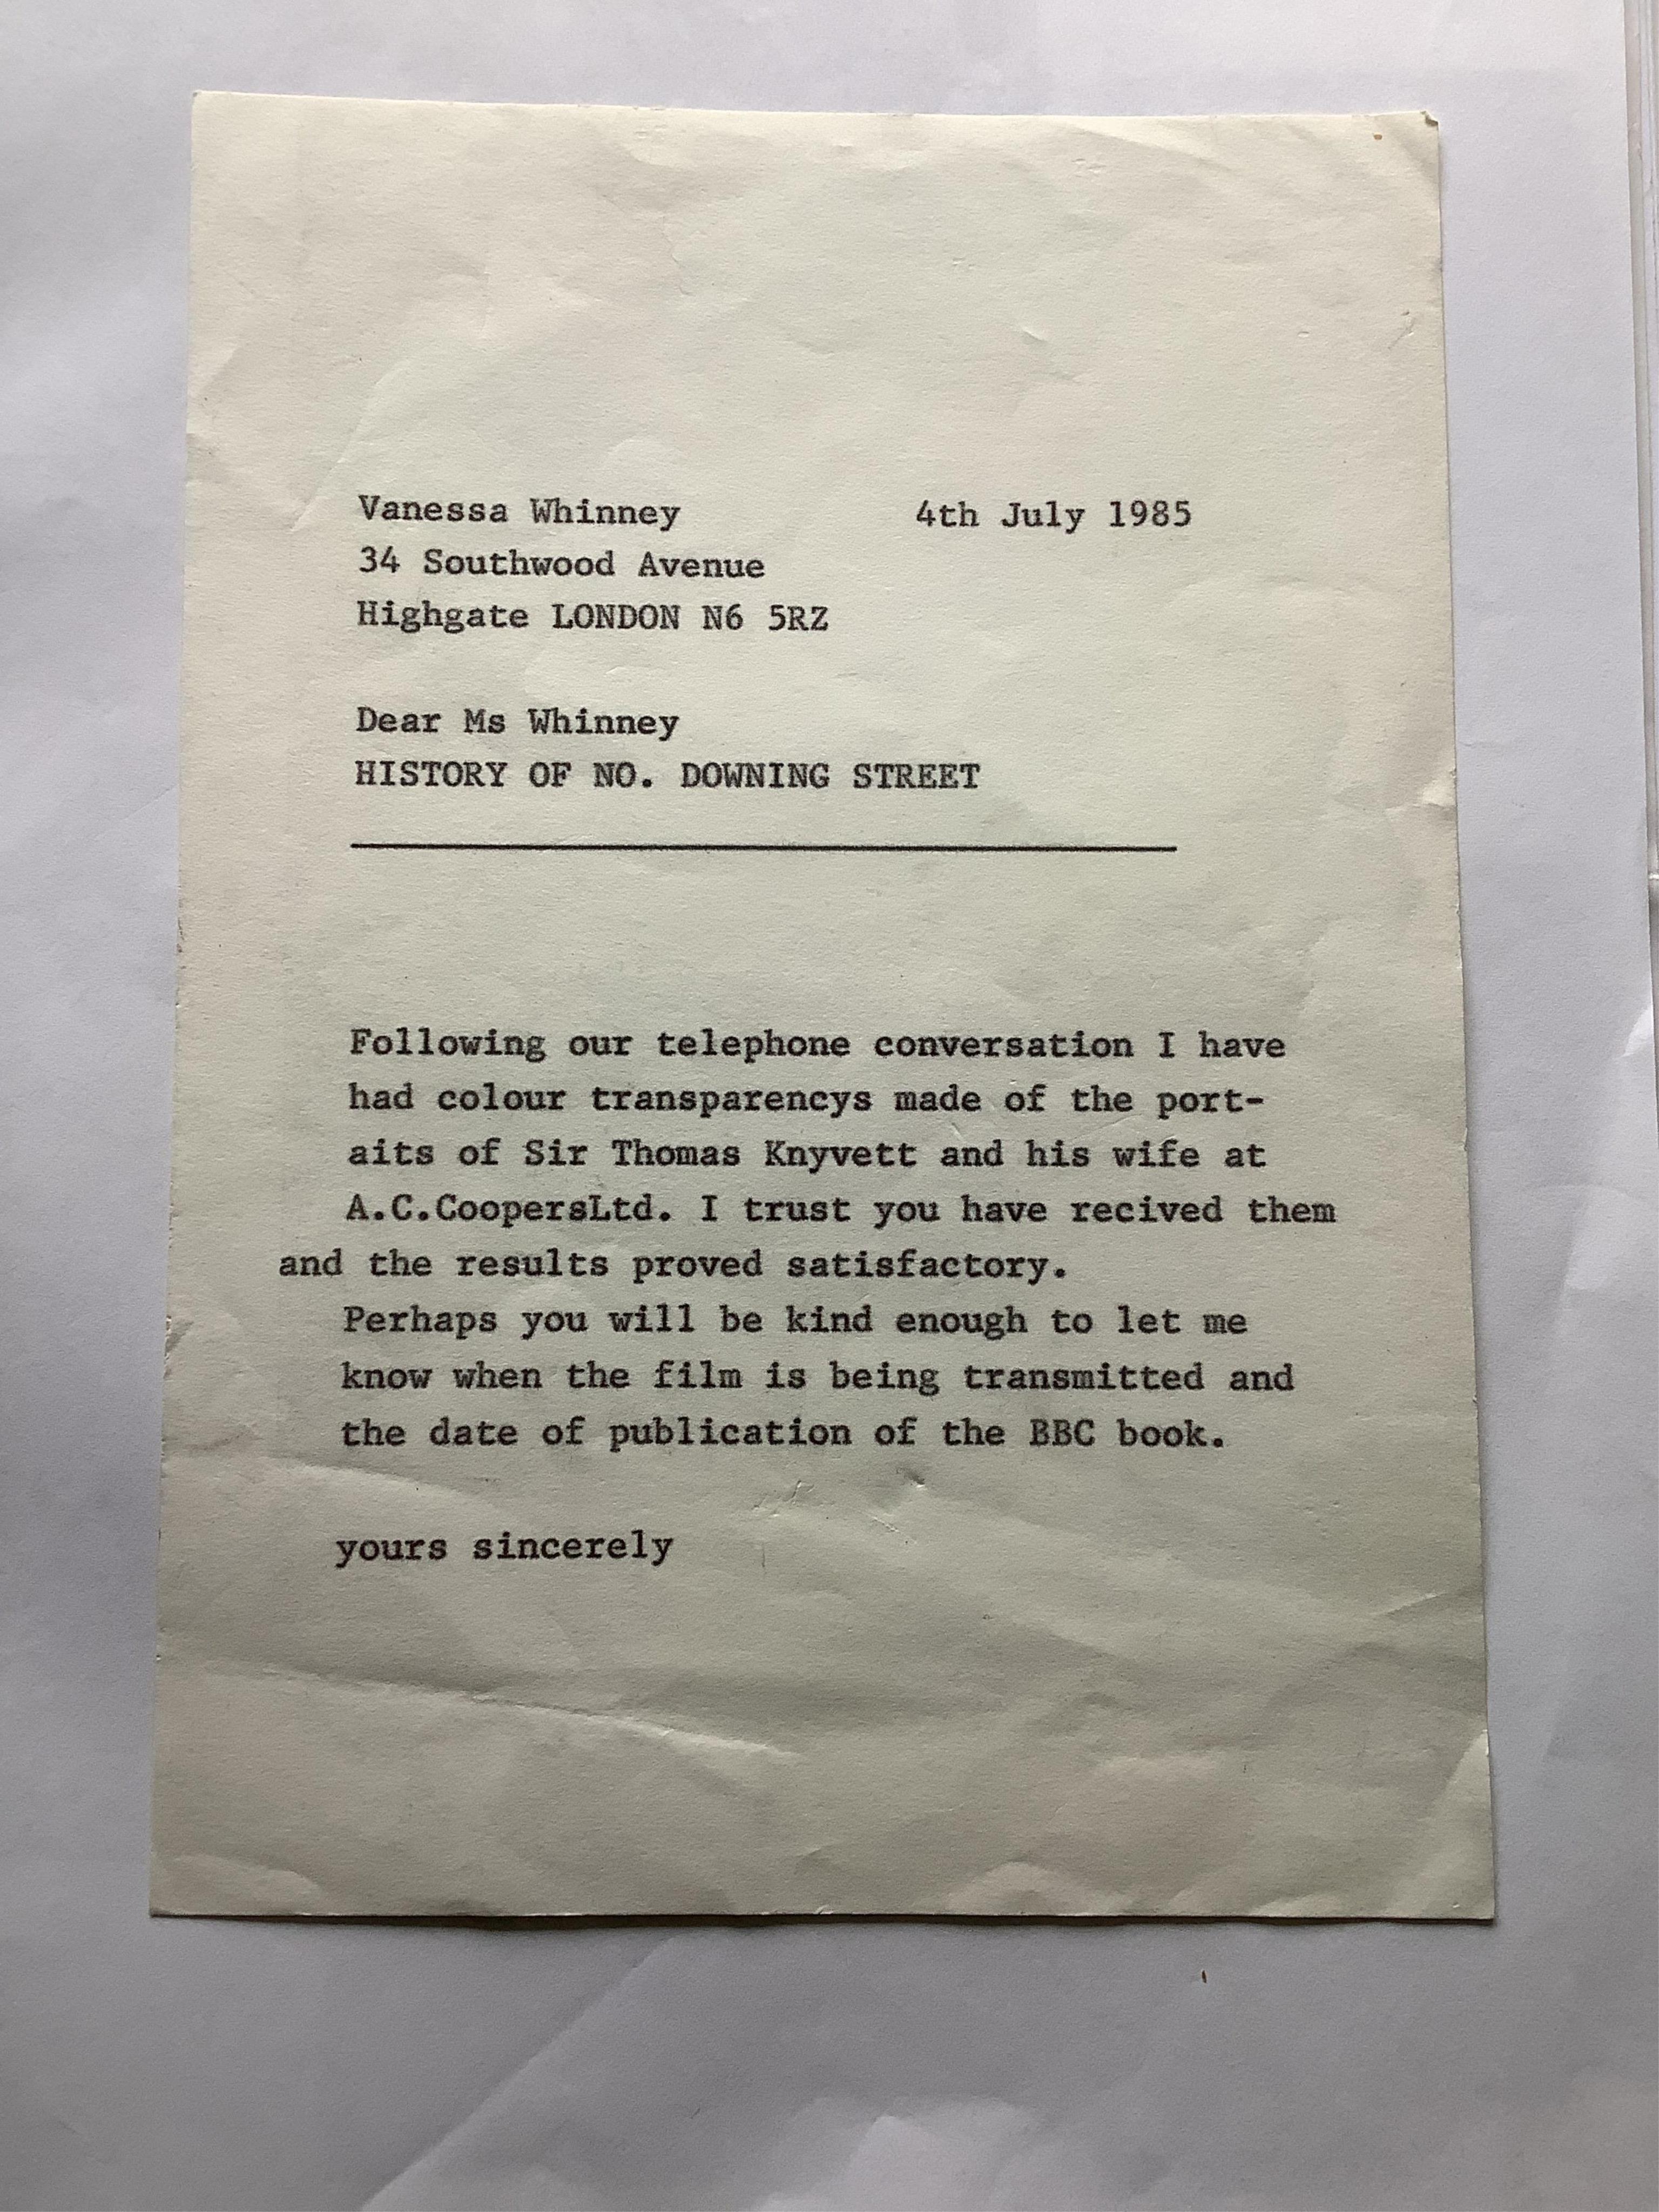 Vanessa Whinney 4th July 1985
34 Southwood Avenue
Highgate LONDON N6 5RZ
Dear Ms Whinney
HISTORY OF NO. DOWNING STREET
Following our telephone conversation I have
had colour transparencys made of the port-
aits of Sir Thomas Knyvett and his wife at
A.C.CoopersLtd. I trust you have recived them
and the results proved satisfactory.
Perhaps you will be kind enough to let me
know when the film is being transmitted and
the date of publication of the BBC book.
yours sincerely